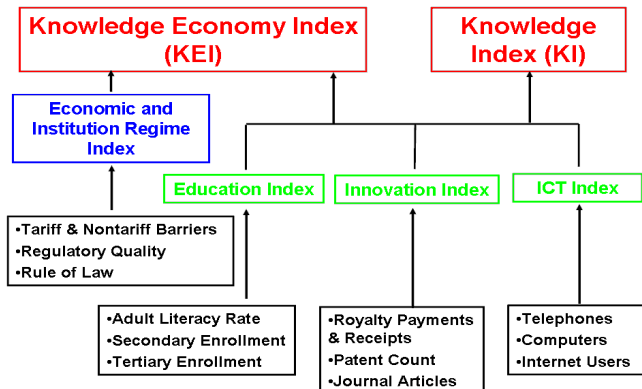 Knowledge Economy Index
(KEI)
Knowledge
Index (KI)
Economic and
Institution Regime
Index
Education Index
Innovation Index
ICT Index
•Tariff & Nontariff Barriers
•Regulatory Quality
•Rule of Law
•Adult Literacy Rate
•Secondary Enrollment
•Tertiary Enrollment
•Royalty Payments
& Receipts
•Patent Count
•Journal Articles
•Telephones
•Computers
•Internet Users